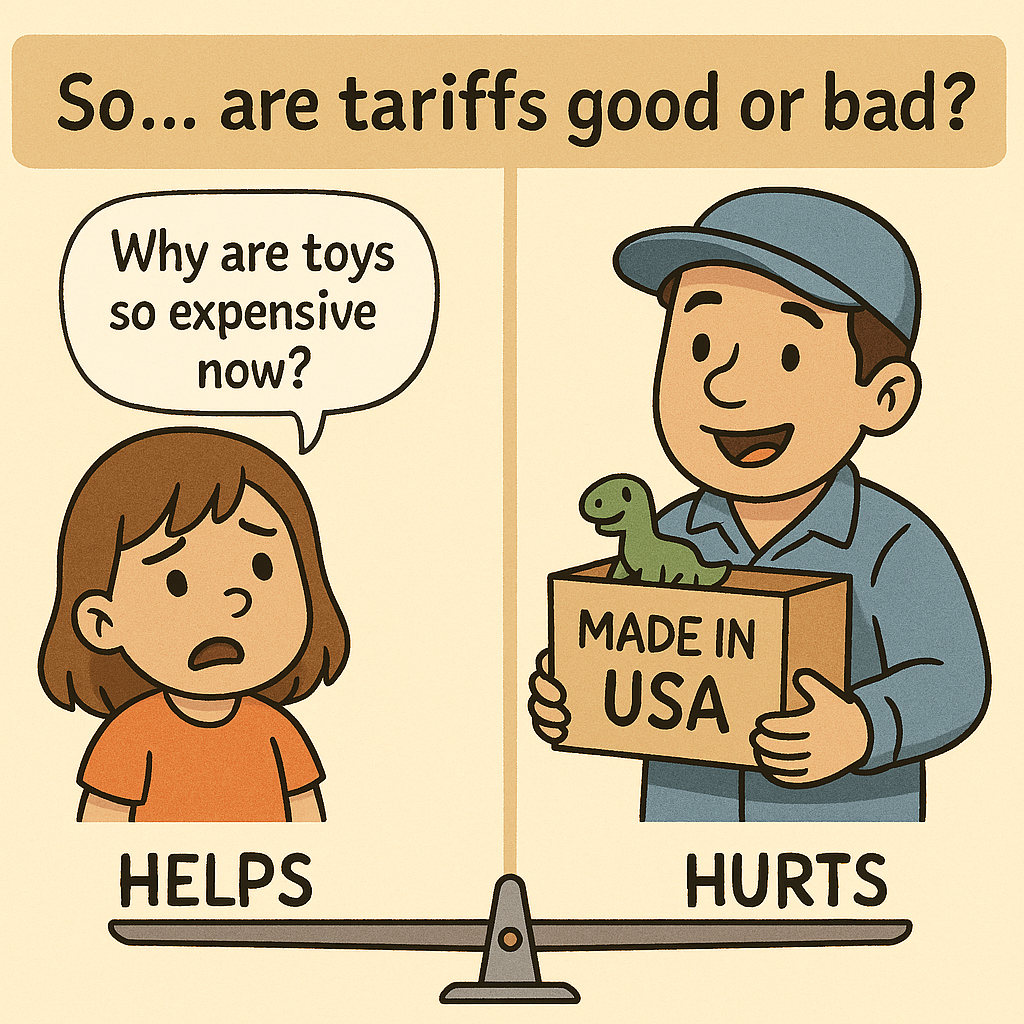 So... are tariffs good or bad?
Why are toys
so expensive
now?
MADE IN
USA
HELPS
HURTS